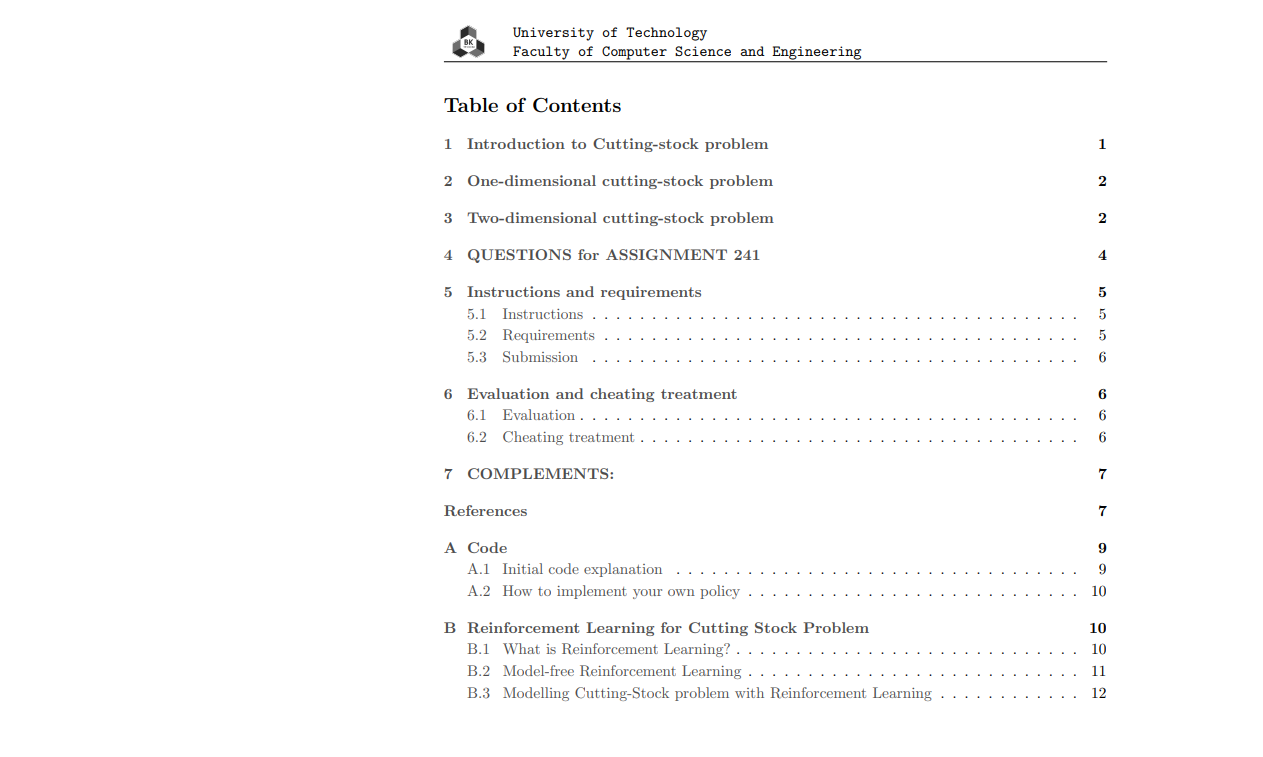 BK
University of Technology
Faculty of Computer Science and Engineering
Table of Contents
1 Introduction to Cutting-stock problem 1
2 One-dimensional cutting-stock problem 2
3 Two-dimensional cutting-stock problem 2
4 QUESTIONS for ASSIGNMENT 241 4
5 Instructions and requirements 5
5.1 Instructions . . . . . . . . . . . . . . . . . . . . . . . . . . . . . . . . . . . . . . . . . 5
5.2 Requirements . . . . . . . . . . . . . . . . . . . . . . . . . . . . . . . . . . . . . . . . 5
5.3 Submission . . . . . . . . . . . . . . . . . . . . . . . . . . . . . . . . . . . . . . . . . 6
6 Evaluation and cheating treatment 6
6.1 Evaluation . . . . . . . . . . . . . . . . . . . . . . . . . . . . . . . . . . . . . . . . . . 6
6.2 Cheating treatment . . . . . . . . . . . . . . . . . . . . . . . . . . . . . . . . . . . . . 6
7 COMPLEMENTS: 7
References 7
A Code 9
A.1 Initial code explanation . . . . . . . . . . . . . . . . . . . . . . . . . . . . . . . . . . 9
A.2 How to implement your own policy . . . . . . . . . . . . . . . . . . . . . . . . . . . . 10
B Reinforcement Learning for Cutting Stock Problem 10
B.1 What is Reinforcement Learning? . . . . . . . . . . . . . . . . . . . . . . . . . . . . . 10
B.2 Model-free Reinforcement Learning . . . . . . . . . . . . . . . . . . . . . . . . . . . . 11
B.3 Modelling Cutting-Stock problem with Reinforcement Learning . . . . . . . . . . . . 12